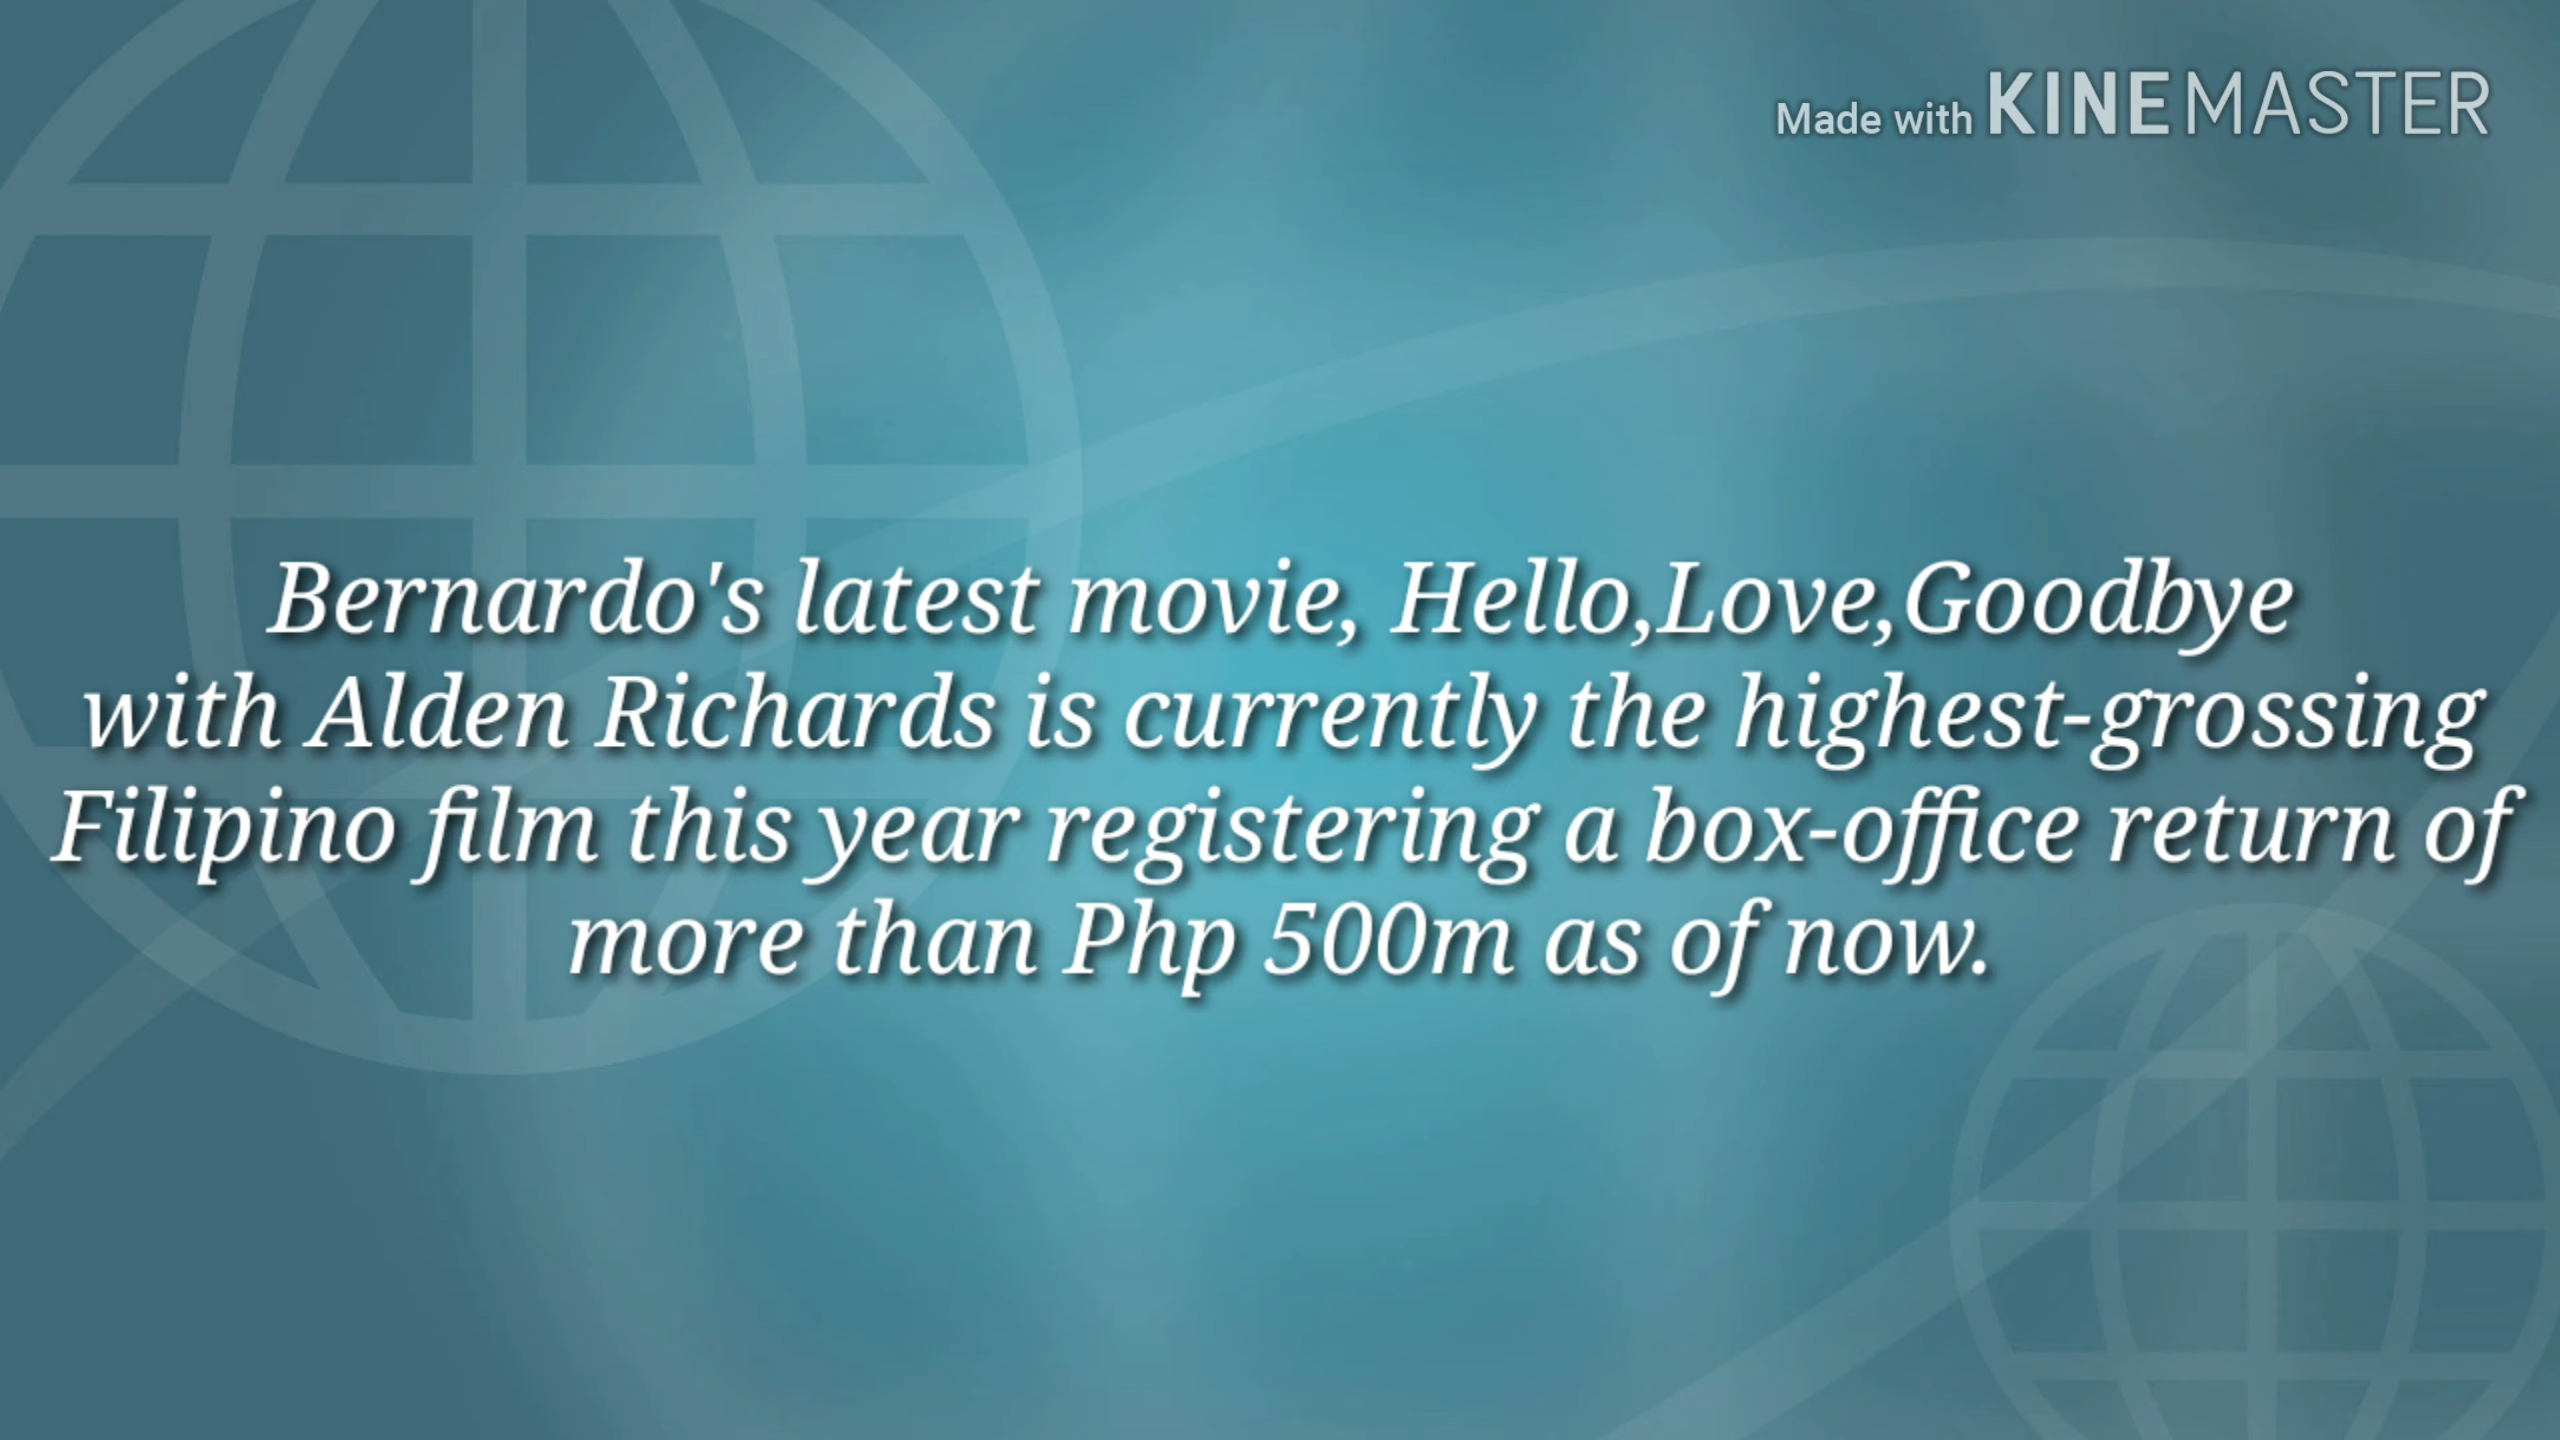 Made with KINEMASTER
Bernardo's latest movie, Hello,Love,Goodbye
with Alden Richards is currently the highest-grossing
Filipino film this year registering a box-office return of
more than Php 500m as of now.